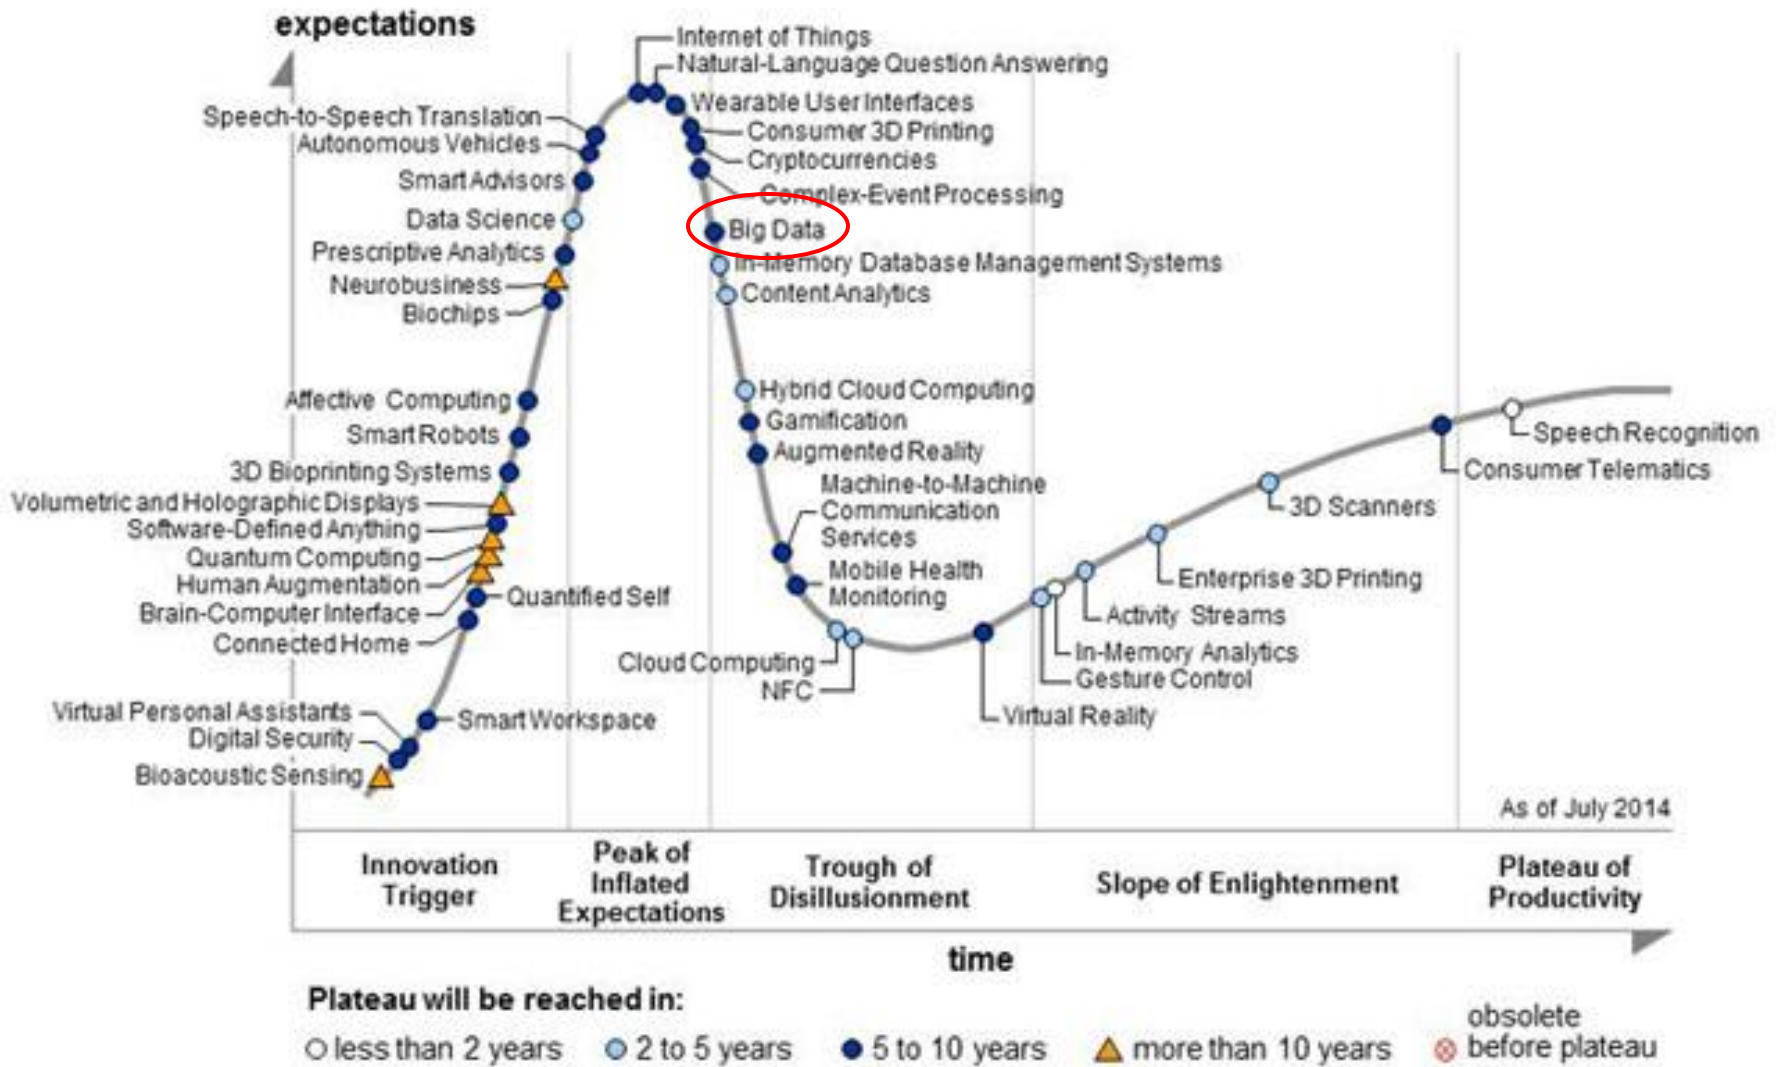 expectations
Internet of Things
Natural-Language Question Answering
Wearable User Interfaces
Speech-to-Speech Translation
Consumer 3D Printing
Autonomous Vehicles
Cryptocurrencies
Smart Advisors
Complex-Event Processing
Data Science
Big Data
Prescriptive Analytics
In-Memory Database Management Systems
Neurobusiness
Content Analytics
Biochips
Hybrid Cloud Computing
Affective Computing
Gamification
Smart Robots
Augmented Reality
3D Bioprinting Systems
Machine-to-Machine
Communication
Services
Volumetric and Holographic Displays
Software-Defined Anything
Quantum Computing
Mobile Health
Monitoring
Human Augmentation
Quantified Self
Brain-Computer Interface
Connected Home
Cloud Computing
NFC
Virtual Personal Assistants
Smart Workspace
Digital Security
Bioacoustic Sensing
Speech Recognition
Consumer Telematics
3D Scanners
Enterprise 3D Printing
Activity Streams
In-Memory Analytics
Gesture Control
Virtual Reality
As of July 2014
Innovation
Trigger
Peak of
Inflated
Expectations
Trough of
Disillusionment
Slope of Enlightenment
Plateau of
Productivity
time
Plateau will be reached in:
less than 2 years
2 to 5 years
5 to 10 years
more than 10 years
obsolete
before plateau